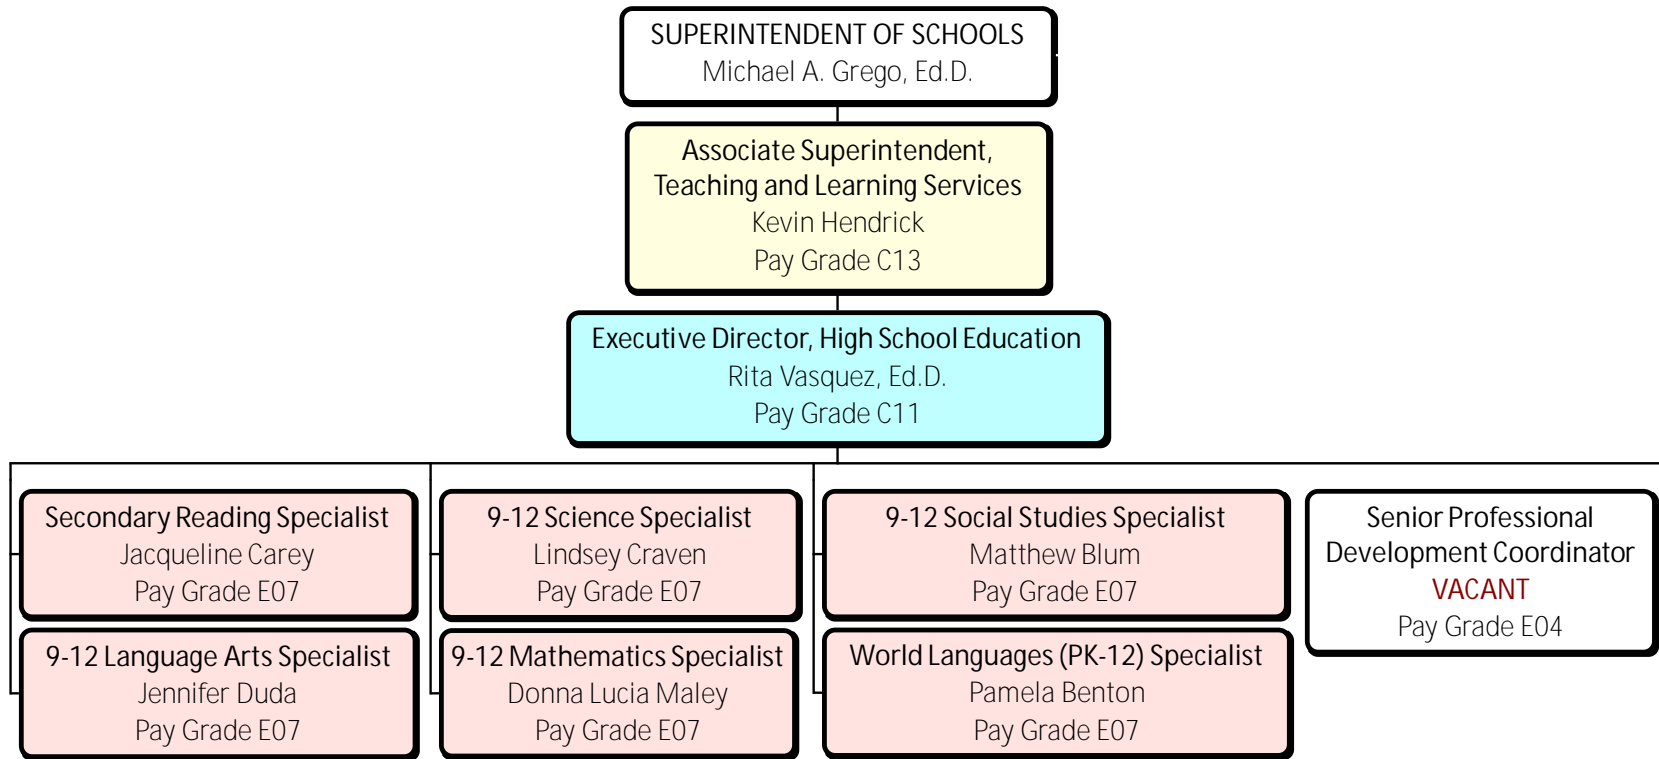 SUPERINTENDENT OF SCHOOLS
Michael A. Grego, Ed.D.
Associate Superintendent,
Teaching and Learning Services
Kevin Hendrick
Pay Grade C13
Executive Director, High School Education
Rita Vasquez, Ed.D.
Pay Grade C11
Secondary Reading Specialist
Jacqueline Carey
Pay Grade E07
9-12 Science Specialist
Lindsey Craven
Pay Grade E07
9-12 Social Studies Specialist
Matthew Blum
Pay Grade E07
Senior Professional
Development Coordinator
VACANT
Pay Grade E04
9-12 Language Arts Specialist
Jennifer Duda
Pay Grade E07
9-12 Mathematics Specialist
Donna Lucia Maley
Pay Grade E07
World Languages (PK-12) Specialist
Pamela Benton
Pay Grade E07